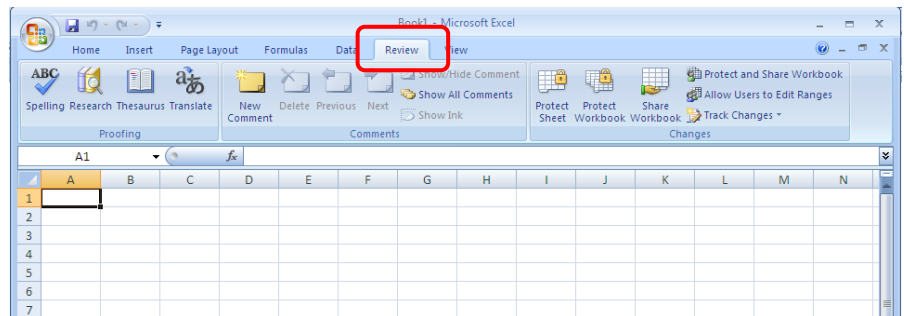 Book1 - Microsoft Excel
Home Insert Page Layout Formulas Data Review View
ABC あ
Show/Hide Comment Protect and Share Workbook
Show All Comments Allow Users to Edit Ranges
Show Ink Track Changes
Spelling Research Thesaurus Translate New Comment Delete Previous Next Protect Sheet Protect Workbook Share Workbook
Proofing Comments Changes
A1 fx
A B C D E F G H I J K L M N
1
2
3
4
5
6
7